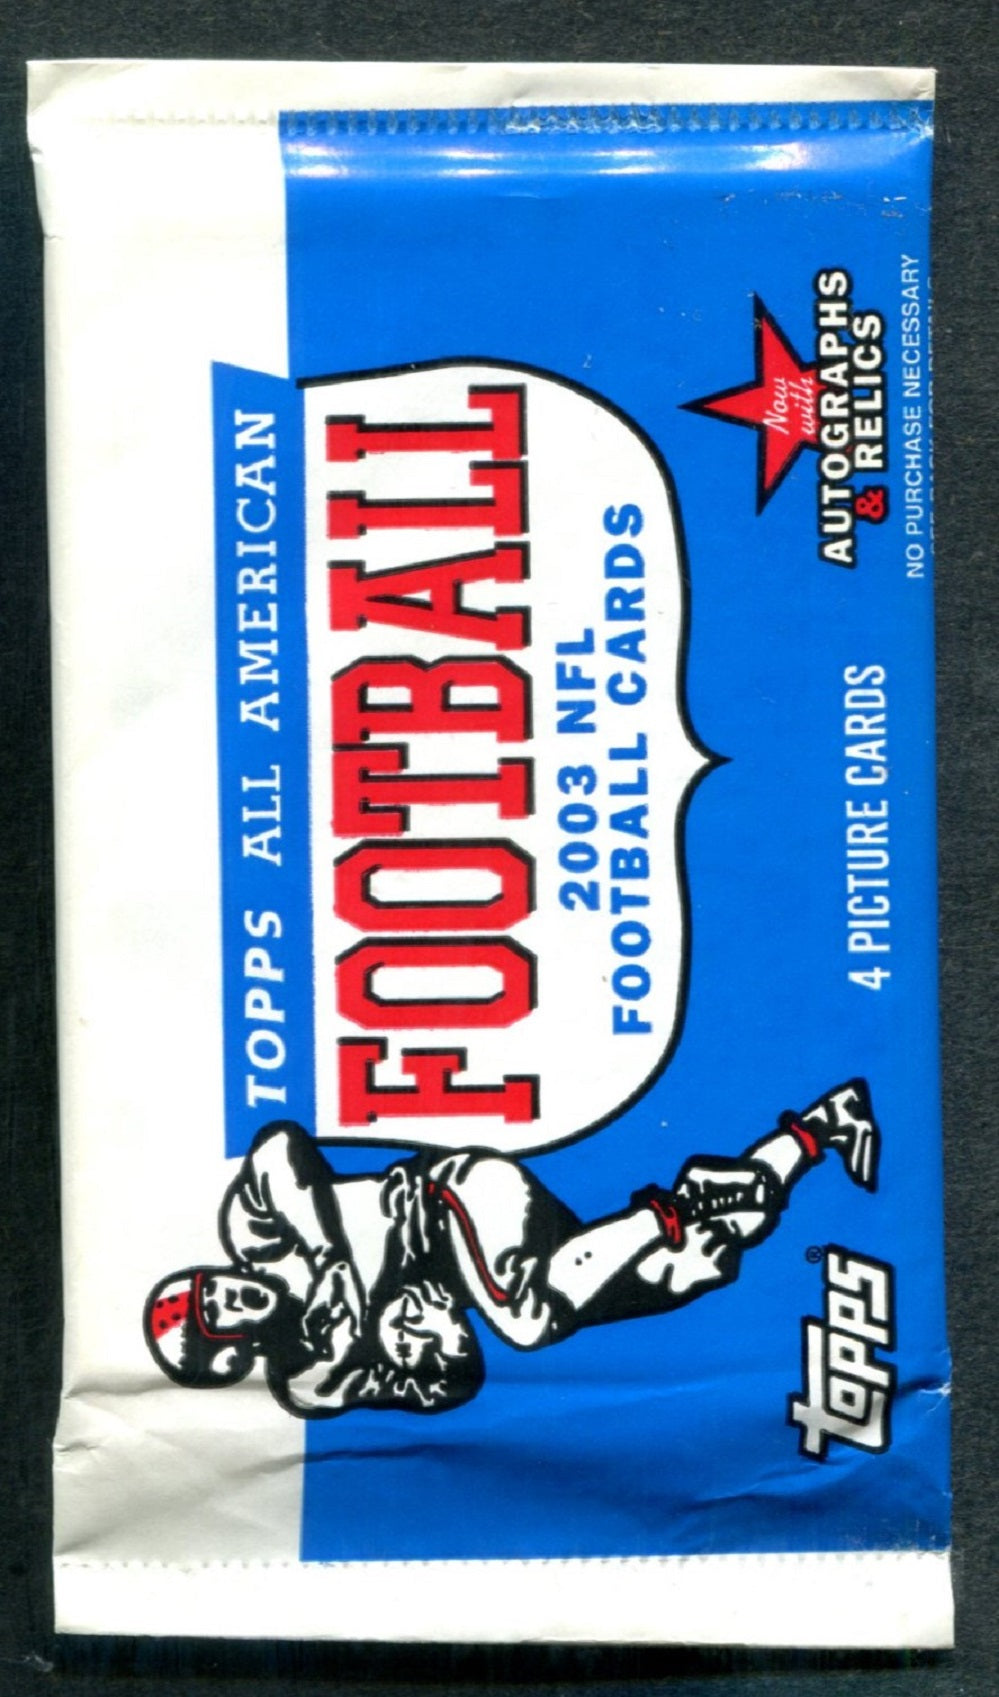 TOPPS ALL AMERICAN
FOOTBALL
2003 NFL
FOOTBALL CARDS
Now
with
AUTOGRAPHS
& RELICS
NO PURCHASE NECESSARY
4 PICTURE CARDS
topps®